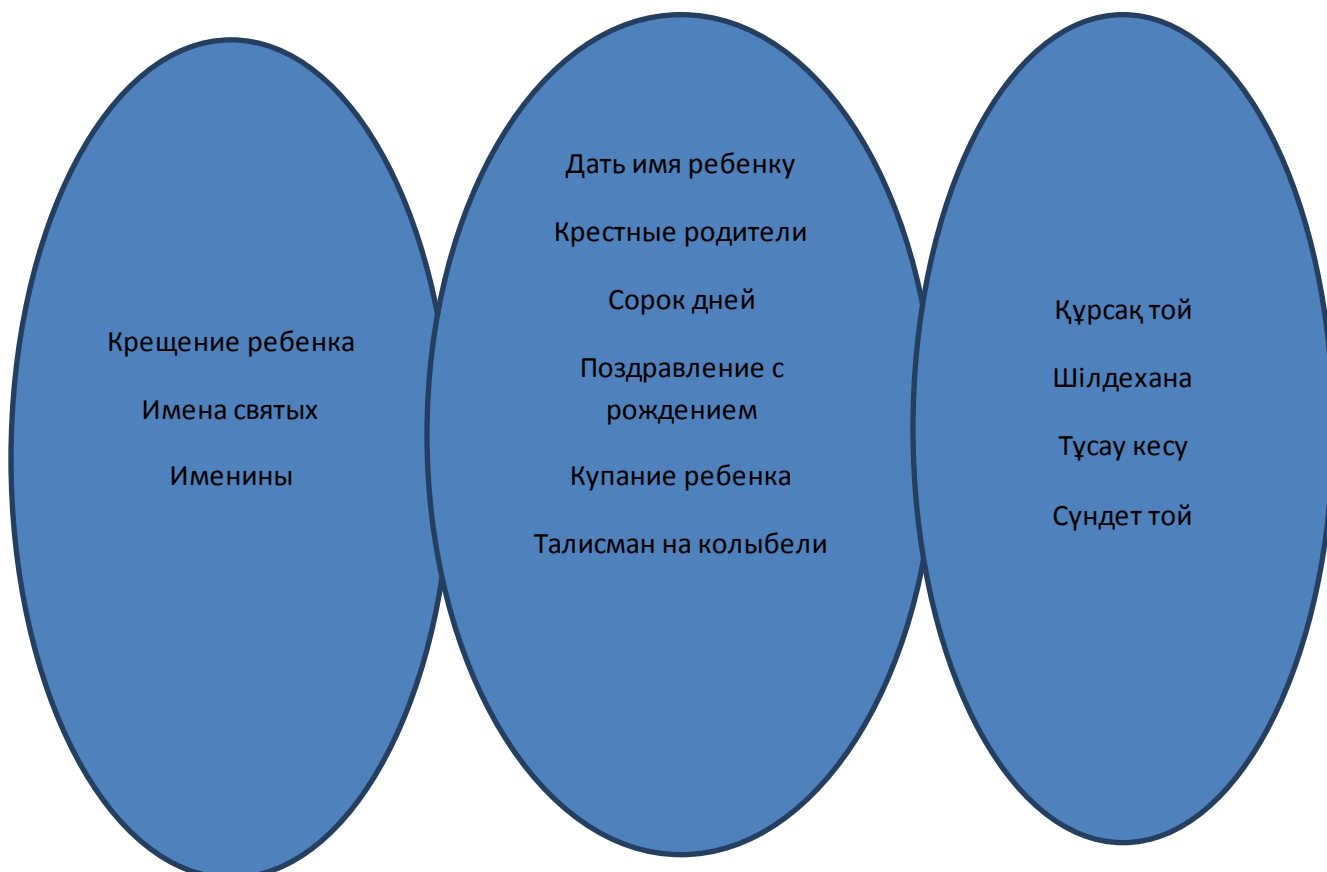 Крещение ребенка
Имена святых
Именины
Дать имя ребенку
Крестные родители
Сорок дней
Поздравление с
рождением
Купание ребенка
Талисман на колыбели
Құрсақ той
Шілдехана
Тұсау кесу
Сүндет той